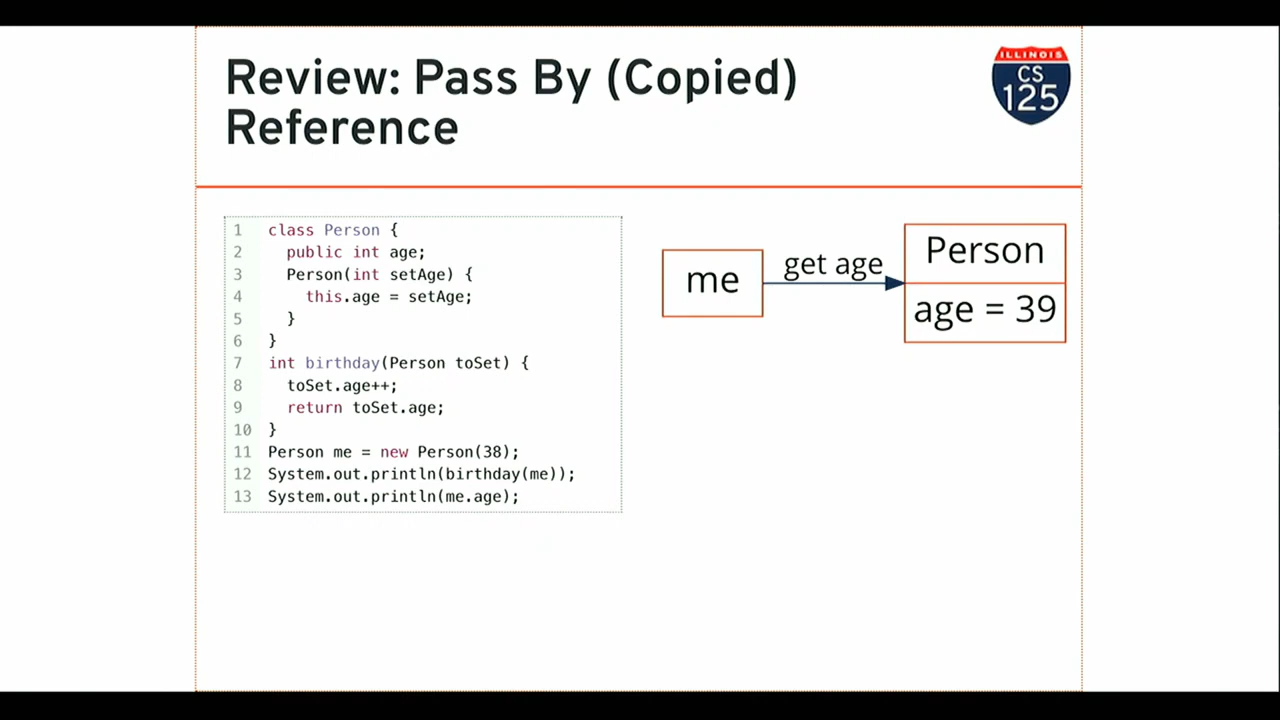 Review: Pass By (Copied)
Reference
ILLINOIS
CS
125
1 class Person {
2   public int age;
3   Person(int setAge) {
4     this.age = setAge;
5   }
6 }
7 int birthday(Person toSet) {
8   toSet.age++;
9   return toSet.age;
10 }
11 Person me = new Person(38);
12 System.out.println(birthday(me));
13 System.out.println(me.age);
me
get age
Person
age = 39